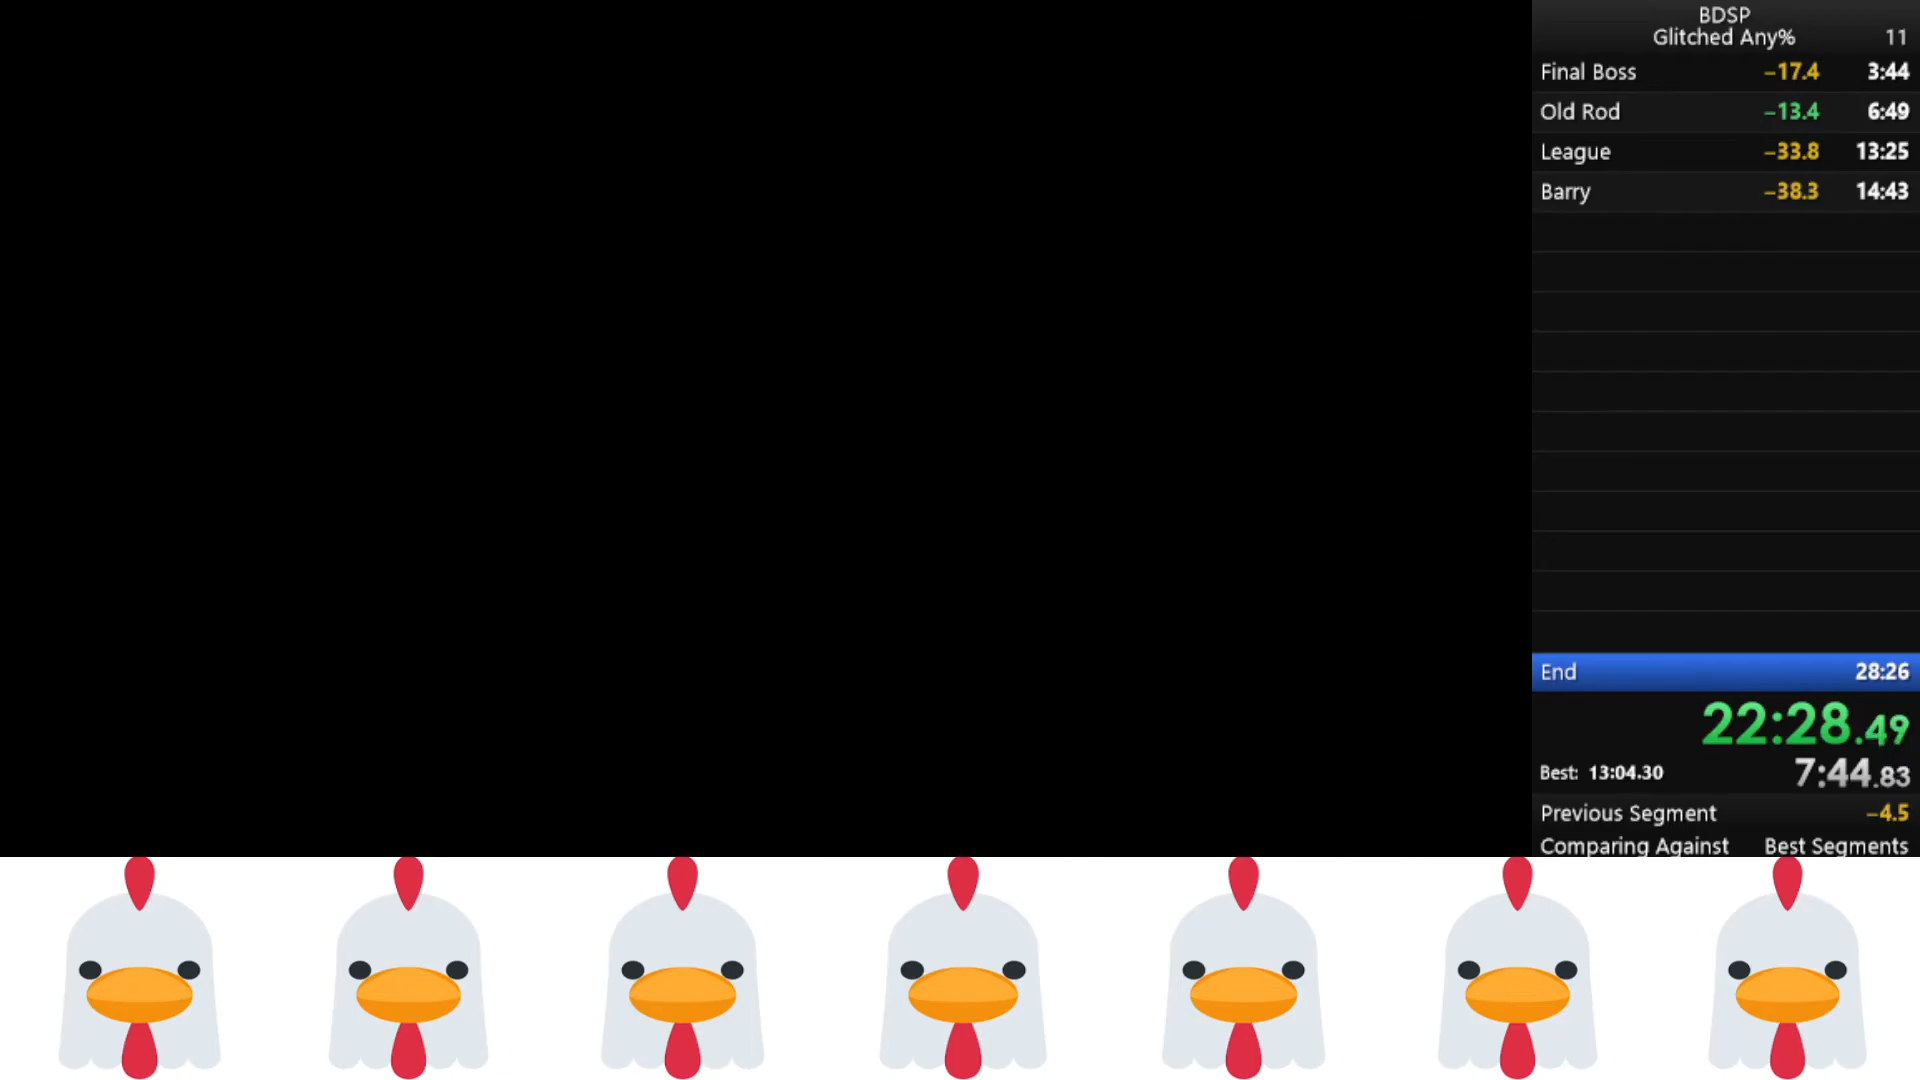 BDSP
Glitched Any% 11
Final Boss −17.4 3:44
Old Rod −13.4 6:49
League −33.8 13:25
Barry −38.3 14:43
End 28:26
22:28.49
Best: 13:04.30 7:44.83
Previous Segment −4.5
Comparing Against Best Segments